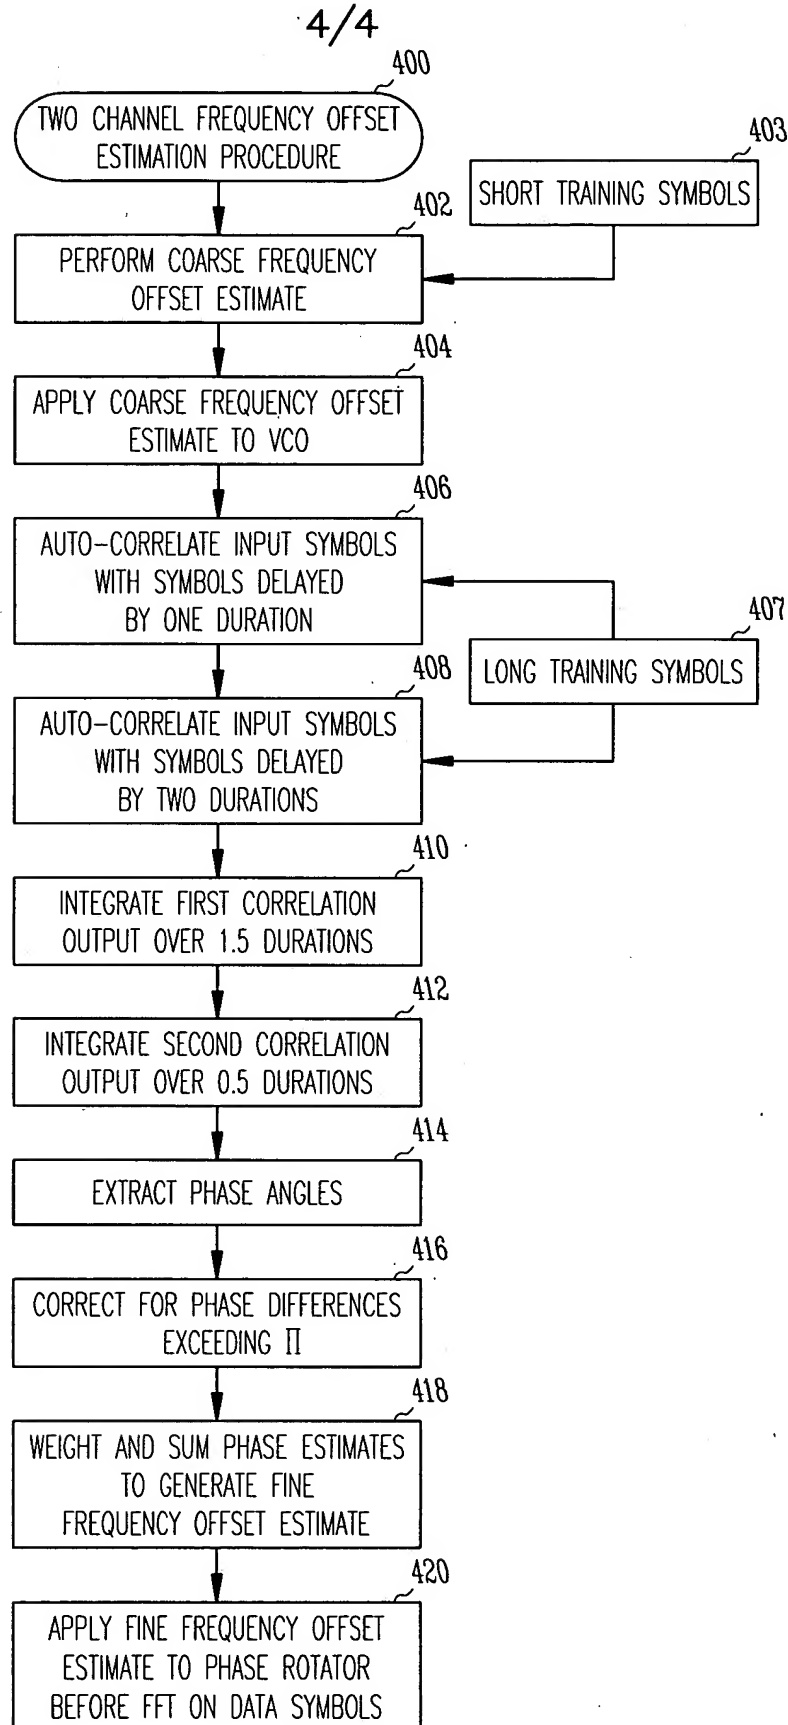 4/4
400
TWO CHANNEL FREQUENCY OFFSET
ESTIMATION PROCEDURE
403
SHORT TRAINING SYMBOLS
402
PERFORM COARSE FREQUENCY
OFFSET ESTIMATE
404
APPLY COARSE FREQUENCY OFFSET
ESTIMATE TO VCO
406
AUTO-CORRELATE INPUT SYMBOLS
WITH SYMBOLS DELAYED
BY ONE DURATION
407
LONG TRAINING SYMBOLS
408
AUTO-CORRELATE INPUT SYMBOLS
WITH SYMBOLS DELAYED
BY TWO DURATIONS
410
INTEGRATE FIRST CORRELATION
OUTPUT OVER 1.5 DURATIONS
412
INTEGRATE SECOND CORRELATION
OUTPUT OVER 0.5 DURATIONS
414
EXTRACT PHASE ANGLES
416
CORRECT FOR PHASE DIFFERENCES
EXCEEDING Π
418
WEIGHT AND SUM PHASE ESTIMATES
TO GENERATE FINE
FREQUENCY OFFSET ESTIMATE
420
APPLY FINE FREQUENCY OFFSET
ESTIMATE TO PHASE ROTATOR
BEFORE FFT ON DATA SYMBOLS